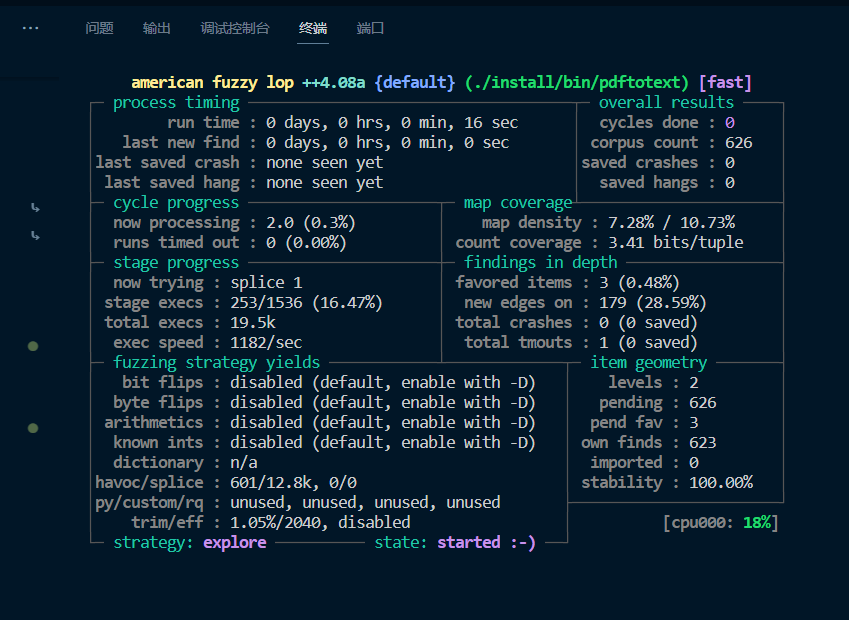 ··· 问题 输出 调试控制台 终端 端口
american fuzzy lop ++4.08a {default} (./install/bin/pdftotext) [fast]
process timing overall results
run time : 0 days, 0 hrs, 0 min, 16 sec cycles done : 0
last new find : 0 days, 0 hrs, 0 min, 0 sec corpus count : 626
last saved crash : none seen yet saved crashes : 0
last saved hang : none seen yet saved hangs : 0
cycle progress map coverage
now processing : 2.0 (0.3%) map density : 7.28% / 10.73%
runs timed out : 0 (0.00%) count coverage : 3.41 bits/tuple
stage progress findings in depth
now trying : splice 1 favored items : 3 (0.48%)
stage execs : 253/1536 (16.47%) new edges on : 179 (28.59%)
total execs : 19.5k total crashes : 0 (0 saved)
exec speed : 1182/sec total tmouts : 1 (0 saved)
fuzzing strategy yields item geometry
bit flips : disabled (default, enable with -D) levels : 2
byte flips : disabled (default, enable with -D) pending : 626
arithmetics : disabled (default, enable with -D) pend fav : 3
known ints : disabled (default, enable with -D) own finds : 623
dictionary : n/a imported : 0
havoc/splice : 601/12.8k, 0/0 stability : 100.00%
py/custom/rq : unused, unused, unused, unused
trim/eff : 1.05%/2040, disabled [cpu000: 18%]
strategy: explore state: started :-)